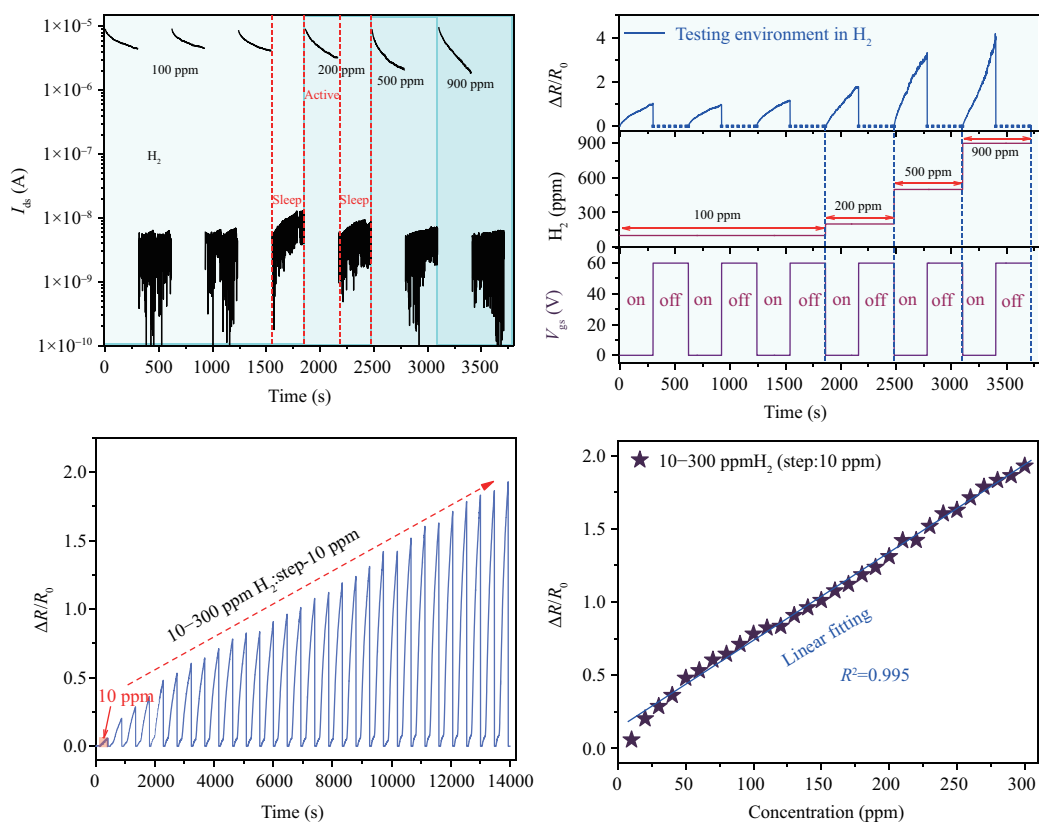 1×10⁻⁵
1×10⁻⁶
1×10⁻⁷
1×10⁻⁸
1×10⁻⁹
1×10⁻¹⁰
I_ds (A)
100 ppm
200 ppm
500 ppm
900 ppm
Active
H₂
Sleep
Sleep
0 500 1000 1500 2000 2500 3000 3500
Time (s)
Testing environment in H₂
4
2
0
ΔR/R₀
900
600
300
0
H₂ (ppm)
100 ppm
200 ppm
500 ppm
900 ppm
60
40
20
0
V_gs (V)
on off on off on off on off on off on off
0 500 1000 1500 2000 2500 3000 3500
Time (s)
2.0
1.5
1.0
0.5
0.0
ΔR/R₀
10−300 ppm H₂:step-10 ppm
10 ppm
0 2000 4000 6000 8000 10000 12000 14000
Time (s)
10−300 ppmH₂ (step:10 ppm)
2.0
1.5
1.0
0.5
0.0
ΔR/R₀
Linear fitting
R²=0.995
0 50 100 150 200 250 300
Concentration (ppm)